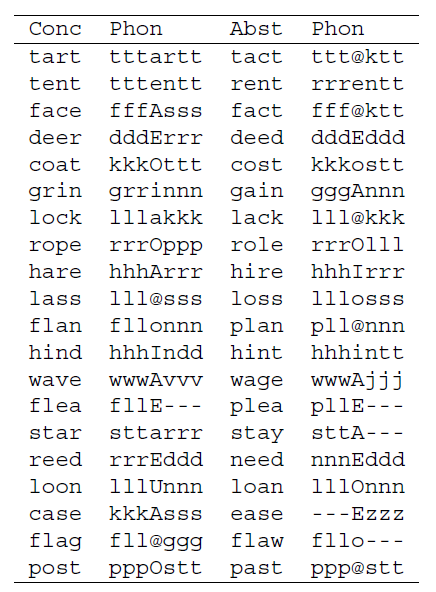 Conc Phon Abst Phon
tart tttartt tact ttt@ktt
tent tttentt rent rrrentt
face fffAsss fact fff@ktt
deer dddErrr deed dddEddd
coat kkkOttt cost kkkostt
grin grrinnn gain gggAnnn
lock lllakkk lack lll@kkk
rope rrrOppp role rrrOlll
hare hhhArrr hire hhhIrrr
lass lll@sss loss lllosss
flan fllonnn plan pll@nnn
hind hhhIndd hint hhhintt
wave wwwAvvv wage wwwAjjj
flea fllE--- plea pllE---
star sttarrr stay sttA---
reed rrrEddd need nnnEddd
loon lllUnnn loan lllOnnn
case kkkAsss ease ---Ezzz
flag fll@ggg flaw fllo---
post pppOstt past ppp@stt